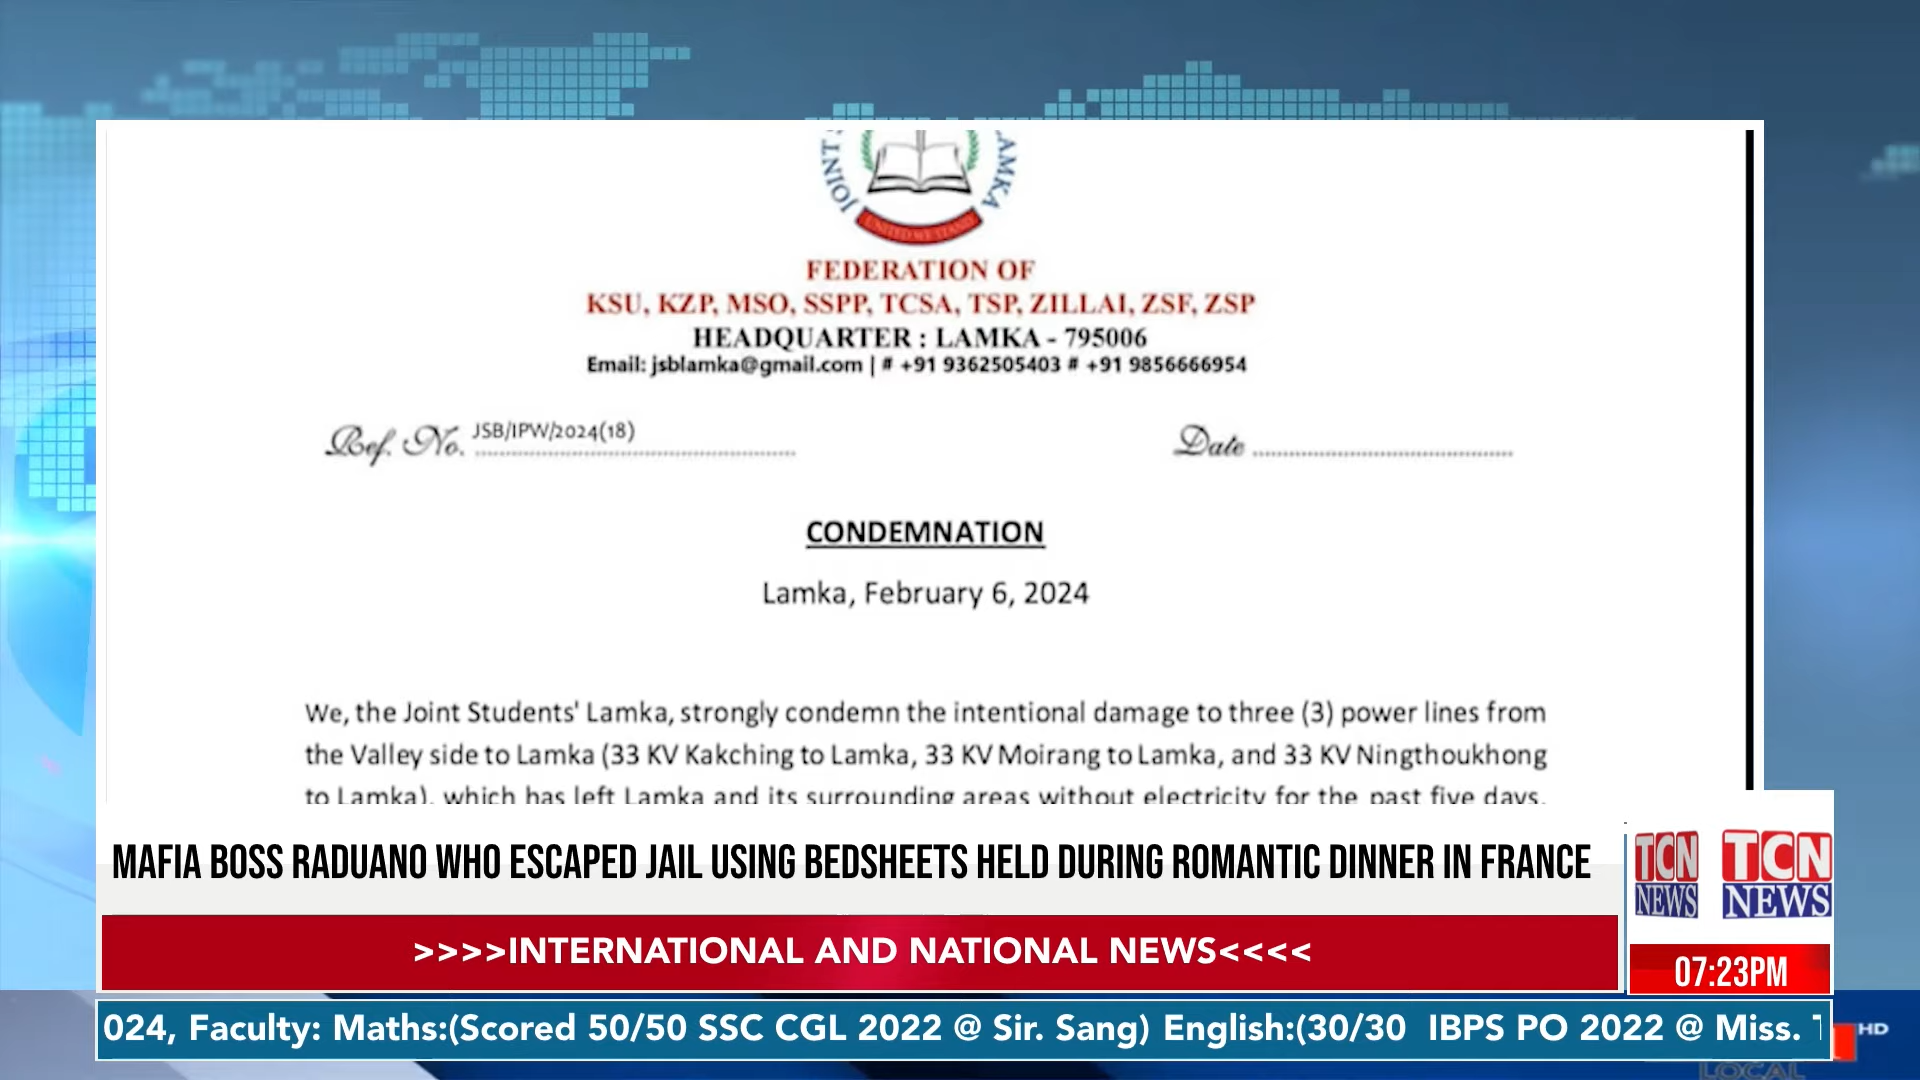 JOINT
LAMKA
UNITED WE STAND
FEDERATION OF
KSU, KZP, MSO, SSPP, TCSA, TSP, ZILLAI, ZSF, ZSP
HEADQUARTER : LAMKA - 795006
Email: jsblamka@gmail.com | # +91 9362505403 # +91 9856666954
Ref. No. JSB/IPW/2024(18)
Date
CONDEMNATION
Lamka, February 6, 2024
We, the Joint Students' Lamka, strongly condemn the intentional damage to three (3) power lines from
the Valley side to Lamka (33 KV Kakching to Lamka, 33 KV Moirang to Lamka, and 33 KV Ningthoukhong
to Lamka), which has left Lamka and its surrounding areas without electricity for the past five days.
MAFIA BOSS RADUANO WHO ESCAPED JAIL USING BEDSHEETS HELD DURING ROMANTIC DINNER IN FRANCE
TCN NEWS
TCN NEWS
>>>>INTERNATIONAL AND NATIONAL NEWS<<<<
07:23PM
024, Faculty: Maths:(Scored 50/50 SSC CGL 2022 @ Sir. Sang) English:(30/30 IBPS PO 2022 @ Miss.
HD
LOCAL